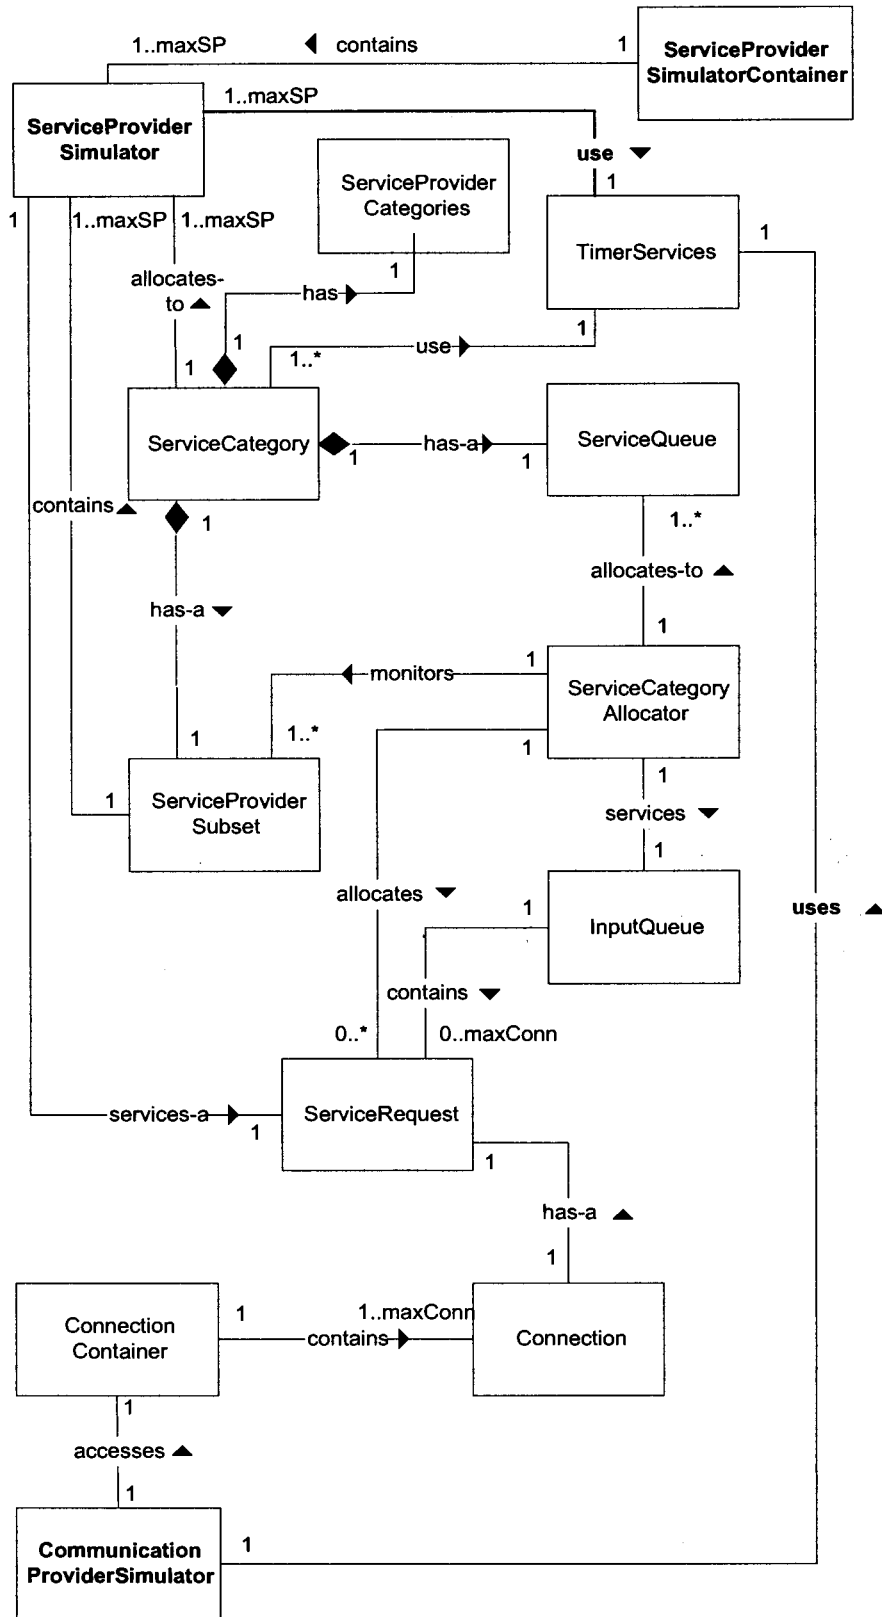 1..maxSP
contains
1
ServiceProvider
SimulatorContainer
1..maxSP
ServiceProvider
Simulator
use
1
ServiceProvider
Categories
1
1..maxSP
1..maxSP
TimerServices
1
1
allocates-
to
has
1
1
1..*
use
1
1
ServiceCategory
1
has-a
1
ServiceQueue
contains
1
1..*
allocates-to
has-a
1
monitors
1
ServiceCategory
Allocator
1
1..*
1
1
1
ServiceProvider
Subset
services
1
allocates
1
InputQueue
uses
contains
0..*
0..maxConn
services-a
1
ServiceRequest
1
has-a
1
Connection
Container
1
contains
1..maxConn
Connection
1
accesses
1
Communication
ProviderSimulator
1